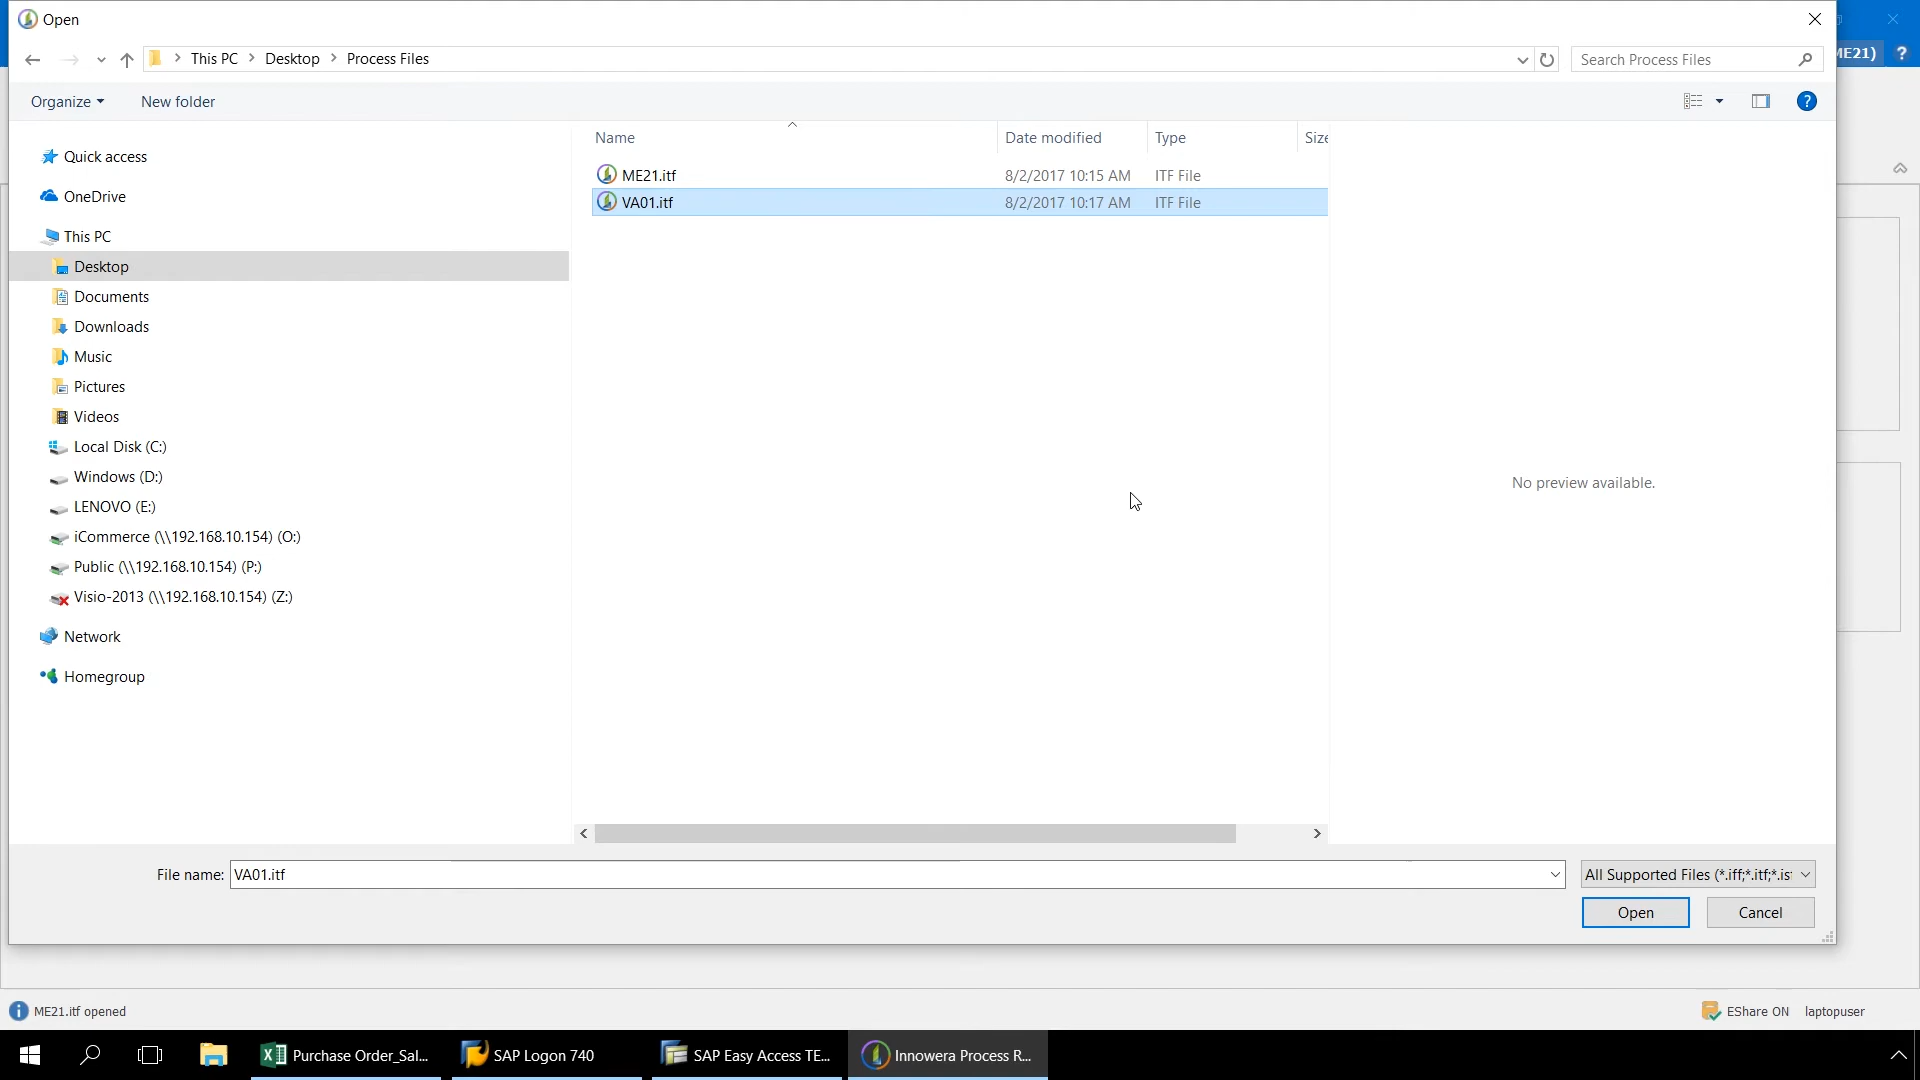 Open
This PC > Desktop > Process Files
Search Process Files
ME21)
Organize
New folder
Name
Date modified
Type
Size
Quick access
OneDrive
This PC
Desktop
Documents
Downloads
Music
Pictures
Videos
Local Disk (C:)
Windows (D:)
LENOVO (E:)
iCommerce (\\192.168.10.154) (O:)
Public (\\192.168.10.154) (P:)
Visio-2013 (\\192.168.10.154) (Z:)
Network
Homegroup
ME21.itf 8/2/2017 10:15 AM ITF File
VA01.itf 8/2/2017 10:17 AM ITF File
No preview available.
File name: VA01.itf
All Supported Files (*.iff;*.itf;*.is
Open
Cancel
ME21.itf opened
EShare ON
laptopuser
Purchase Order_Sal...
SAP Logon 740
SAP Easy Access TE...
Innowera Process R...